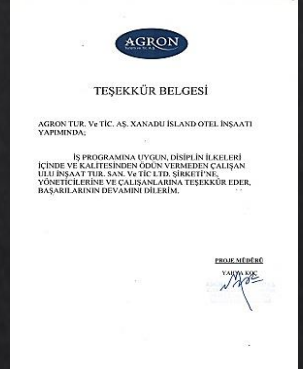 AGRON
TEŞEKKÜR BELGESİ
AGRON TUR. Ve TİC. AŞ. XANADU İSLAND OTEL İNŞAATI
YAPIMINDA;
İŞ PROGRAMINA UYGUN, DİSİPLİN İLKELERİ
İÇİNDE VE KALİTESİNDEN ÖDÜN VERMEDEN ÇALIŞAN
ULU İNŞAAT TUR. SAN. Ve TİC LTD. ŞİRKETİ'NE,
YÖNETİCİLERİNE VE ÇALIŞANLARINA TEŞEKKÜR EDER,
BAŞARILARININ DEVAMINI DİLERİM.
PROJE MÜDÜRÜ
YAHYA KOÇ